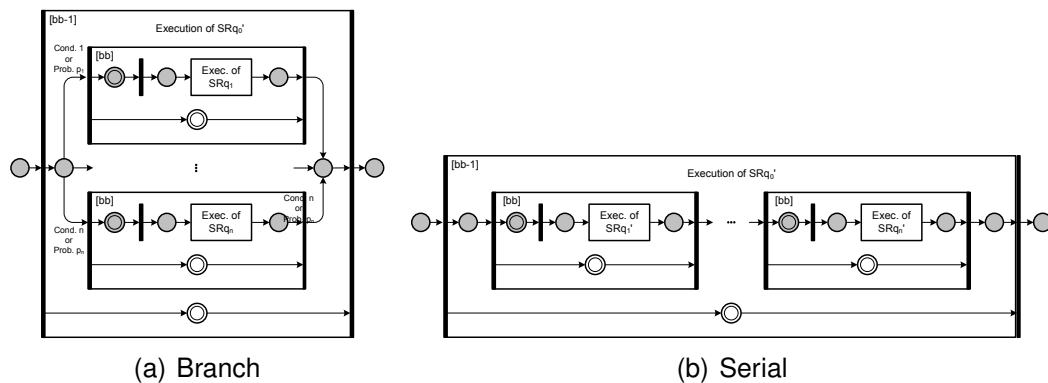 [bb-1]
Execution of SRq0'
Cond. 1
or
Prob. p1
[bb]
Exec. of
SRq1
...
[bb]
Exec. of
SRqn
Cond n
or
Cond. n
or
Prob. pn
(a) Branch
[bb-1]
Execution of SRq0'
[bb]
Exec. of
SRq1'
...
[bb]
Exec. of
SRqn'
(b) Serial